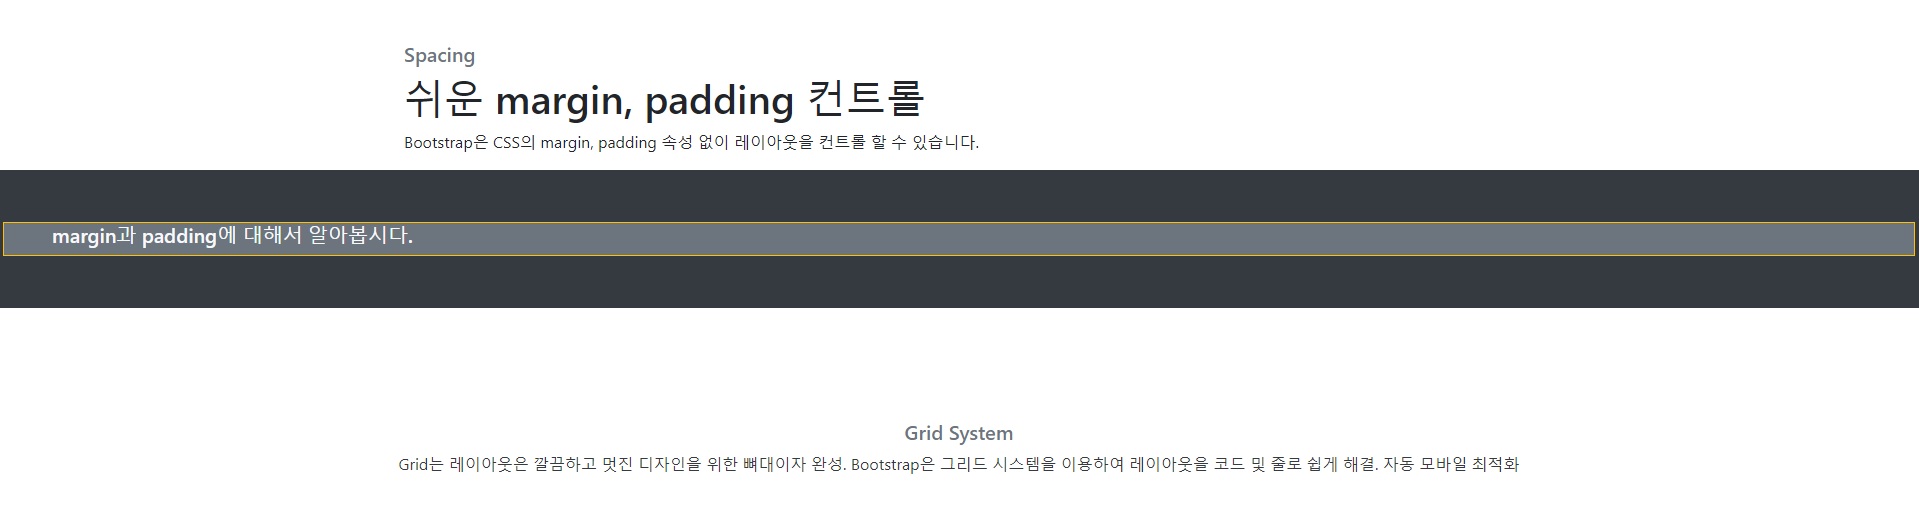 Spacing
쉬운 margin, padding 컨트롤
Bootstrap은 CSS의 margin, padding 속성 없이 레이아웃을 컨트롤 할 수 있습니다.
margin과 padding에 대해서 알아봅시다.
Grid System
Grid는 레이아웃은 깔끔하고 멋진 디자인을 위한 뼈대이자 완성. Bootstrap은 그리드 시스템을 이용하여 레이아웃을 코드 및 줄로 쉽게 해결. 자동 모바일 최적화